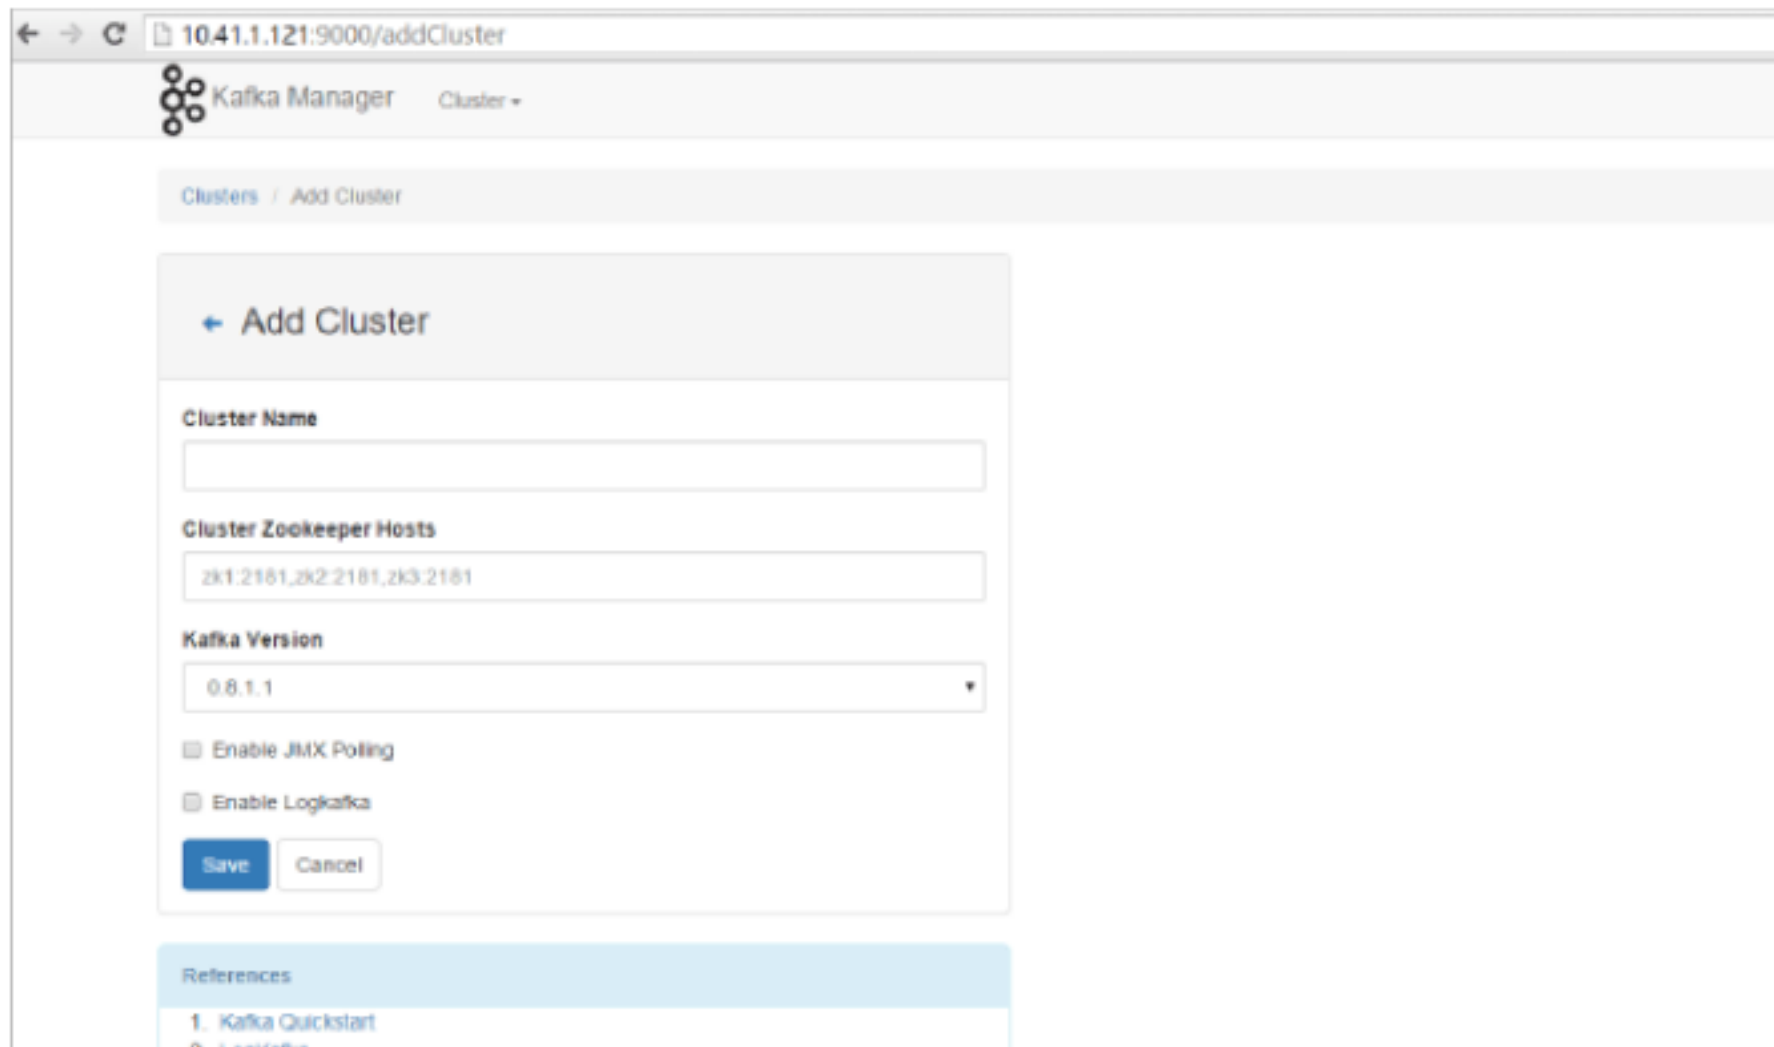 10.41.1.121:9000/addCluster
Kafka Manager Cluster
Clusters / Add Cluster
Add Cluster
Cluster Name
Cluster Zookeeper Hosts
zk1:2181,zk2:2181,zk3:2181
Kafka Version
0.8.1.1
Enable JMX Polling
Enable Logkafka
Save Cancel
References
1. Kafka Quickstart